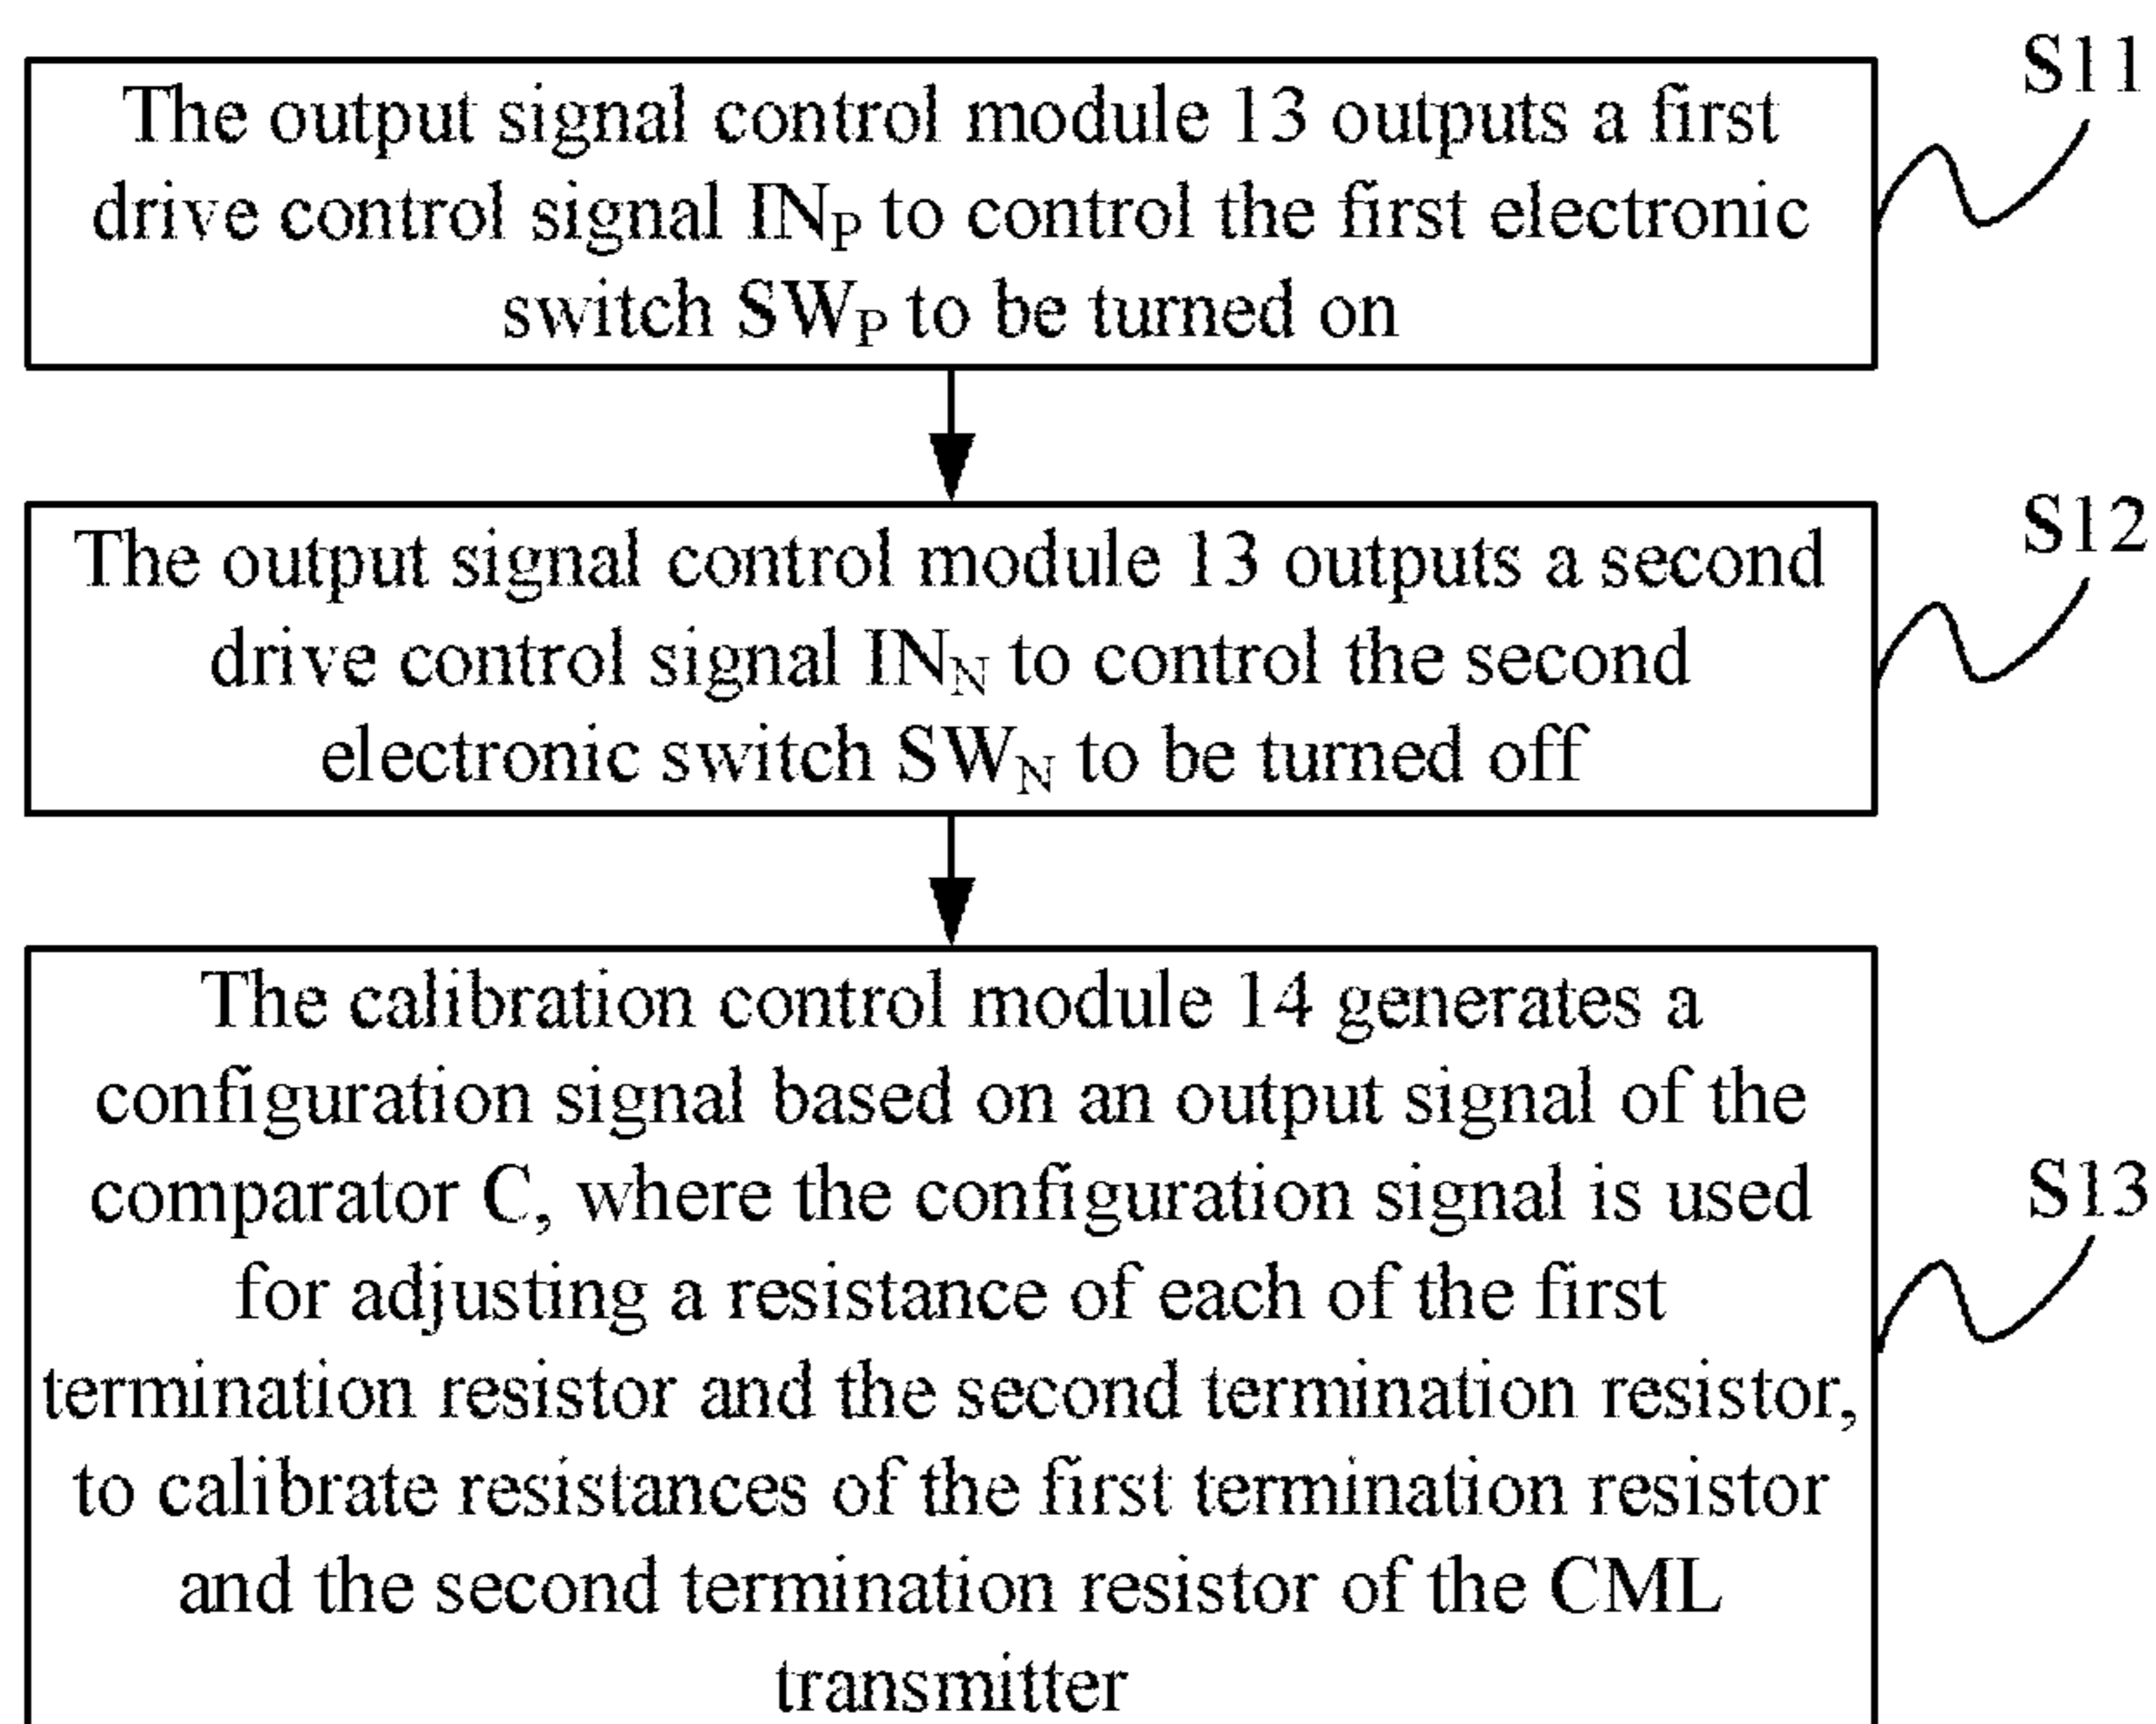 The output signal control module 13 outputs a first
drive control signal INP to control the first electronic
switch SWP to be turned on
S11
The output signal control module 13 outputs a second
drive control signal INN to control the second
electronic switch SWN to be turned off
S12
The calibration control module 14 generates a
configuration signal based on an output signal of the
comparator C, where the configuration signal is used
for adjusting a resistance of each of the first
termination resistor and the second termination resistor,
to calibrate resistances of the first termination resistor
and the second termination resistor of the CML
transmitter
S13